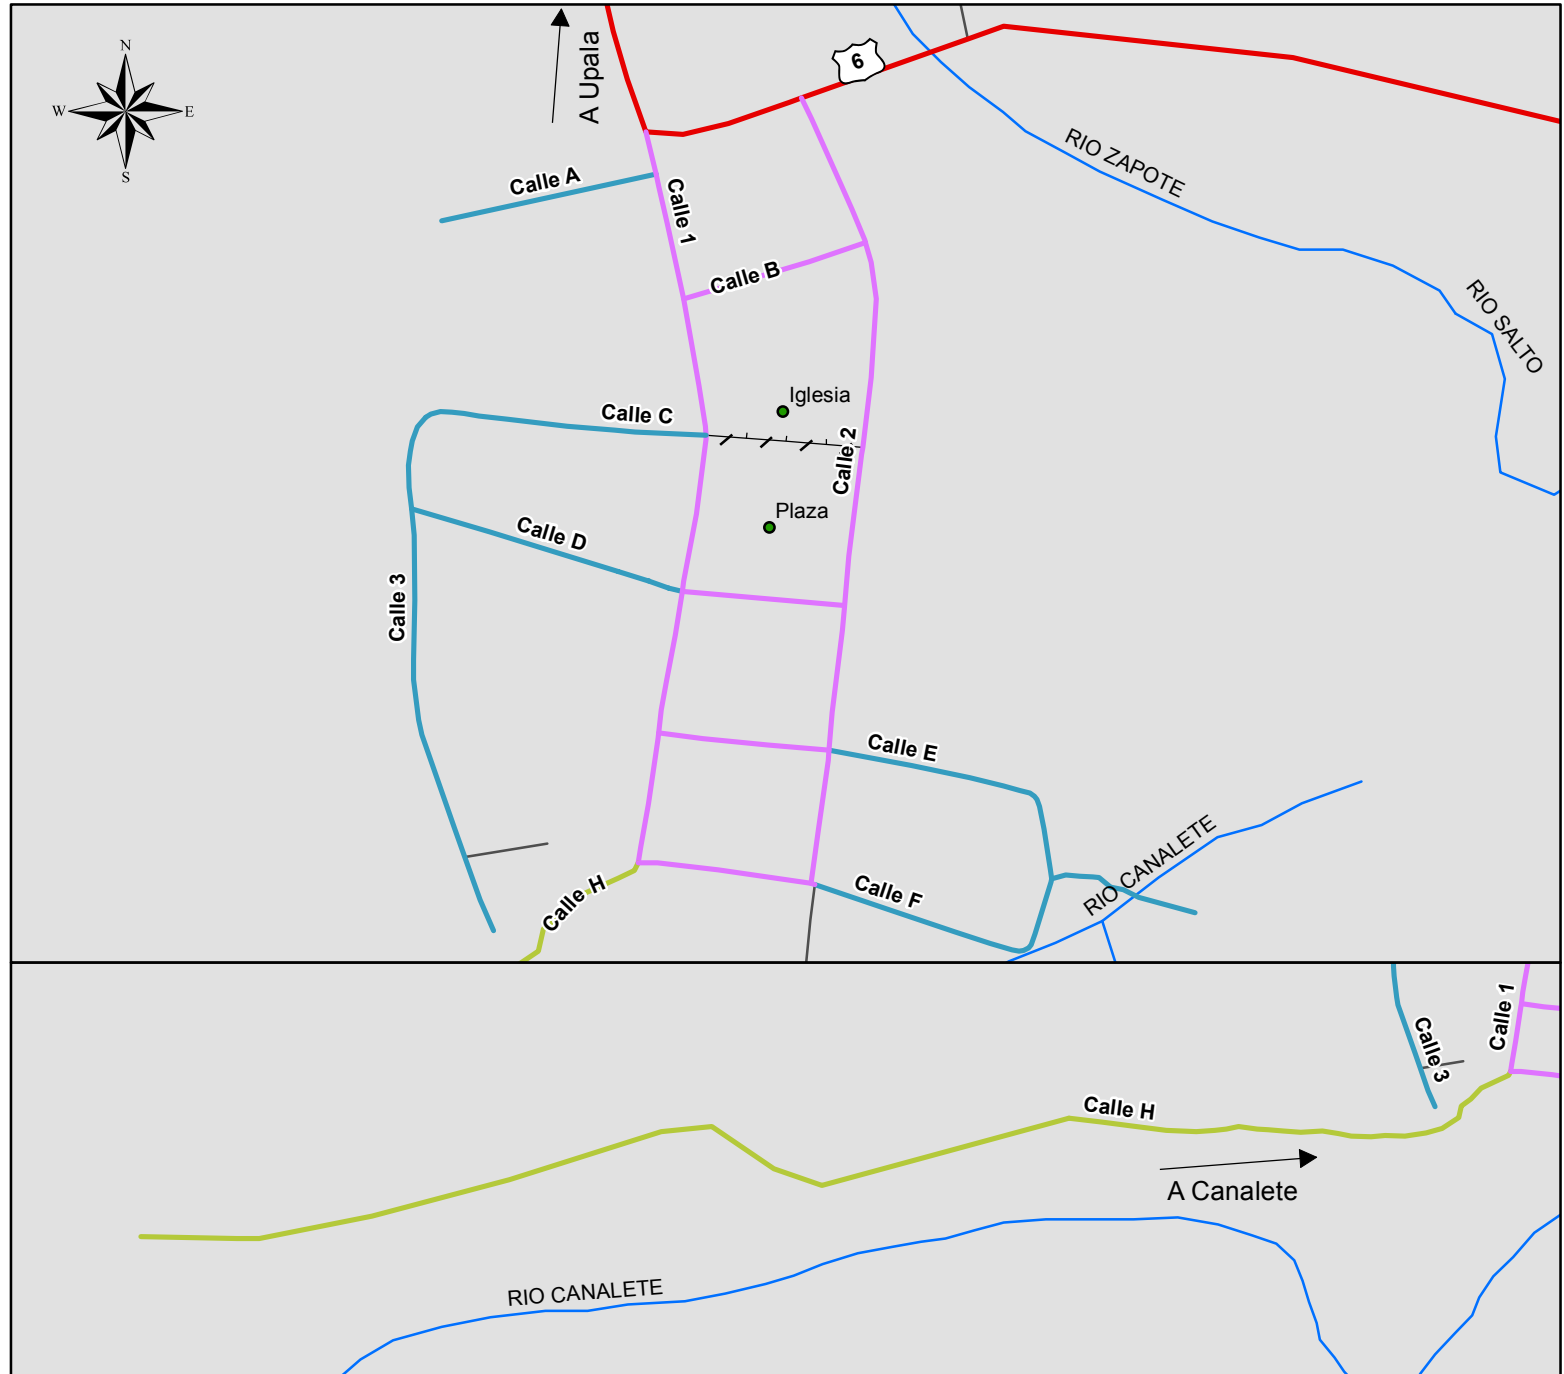 N
W
E
S
A Upala
6
RIO ZAPOTE
Calle A
Calle 1
Calle B
RIO SALTO
Iglesia
Calle C
Calle 2
Plaza
Calle D
Calle 3
Calle E
RIO CANALETE
Calle F
Calle H
Calle 1
Calle 3
Calle H
A Canalete
RIO CANALETE